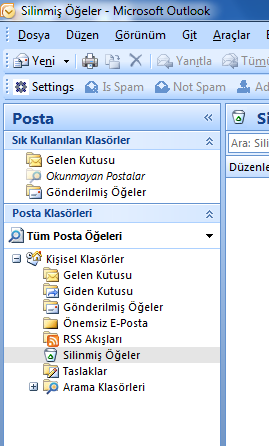 Silinmiş Öğeler - Microsoft Outlook
Dosya Düzen Görünüm Git Araçlar
Yeni Yanıtla
Settings Is Spam Not Spam
Posta
Sık Kullanılan Klasörler
Gelen Kutusu
Okunmayan Postalar
Gönderilmiş Öğeler
Posta Klasörleri
Tüm Posta Öğeleri
Kişisel Klasörler
Gelen Kutusu
Giden Kutusu
Gönderilmiş Öğeler
Önemsiz E-Posta
RSS Akışları
Silinmiş Öğeler
Taslaklar
Arama Klasörleri
Ara: